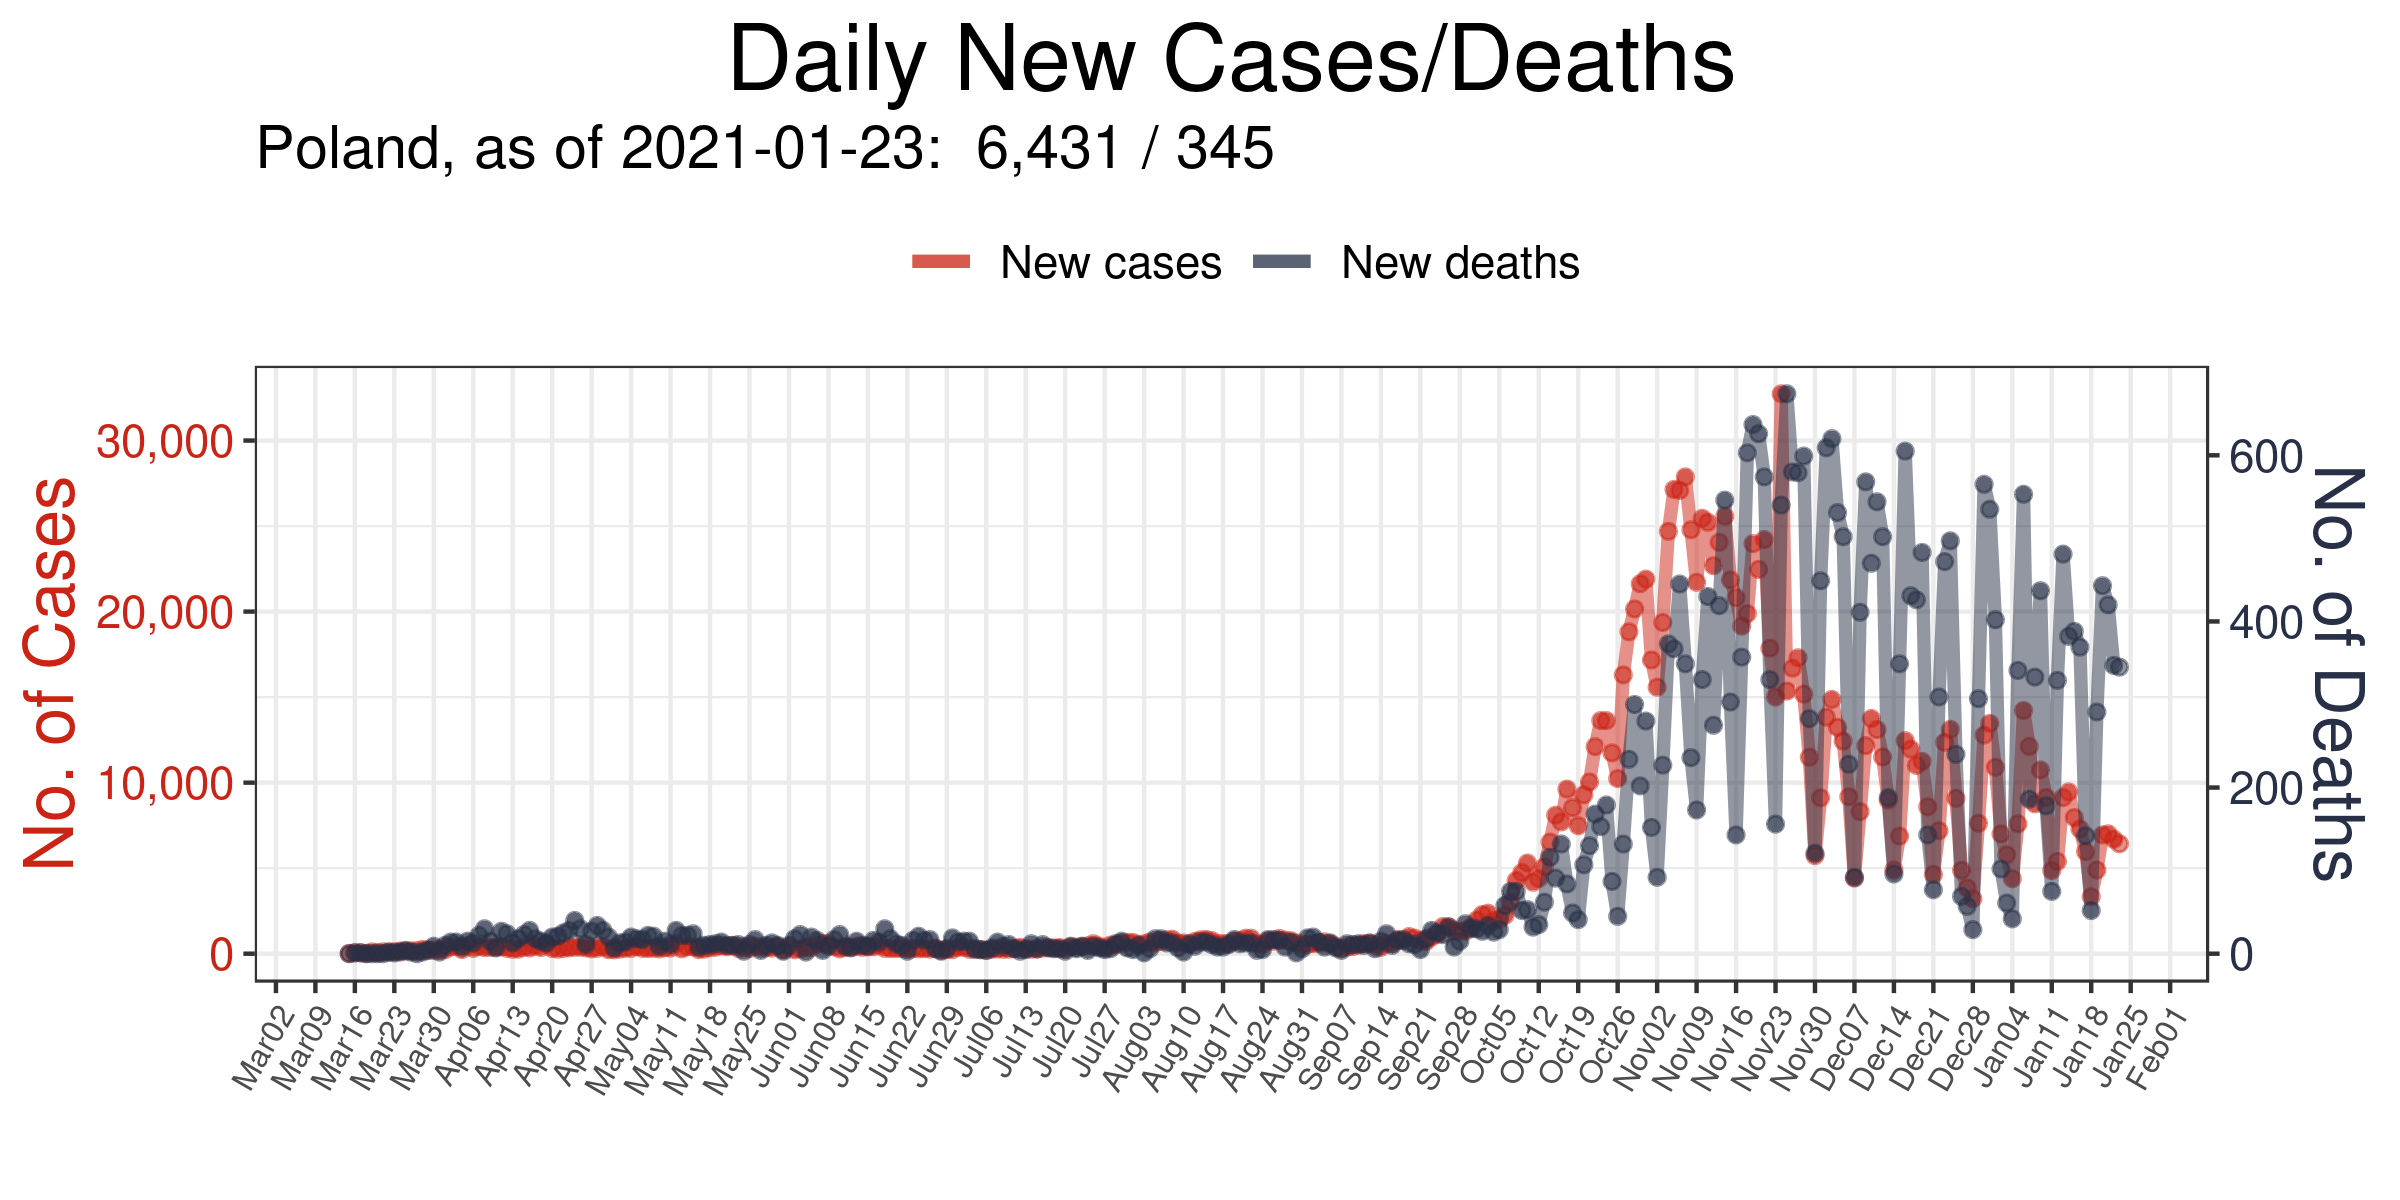 Daily New Cases/Deaths
Poland, as of 2021-01-23:  6,431 / 345
New cases New deaths
No. of Cases
30,000
20,000
10,000
0
600
400
200
0
No. of Deaths
Mar02 Mar09 Mar16 Mar23 Mar30 Apr06 Apr13 Apr20 Apr27 May04 May11 May18 May25 Jun01 Jun08 Jun15 Jun22 Jun29 Jul06 Jul13 Jul20 Jul27 Aug03 Aug10 Aug17 Aug24 Aug31 Sep07 Sep14 Sep21 Sep28 Oct05 Oct12 Oct19 Oct26 Nov02 Nov09 Nov16 Nov23 Nov30 Dec07 Dec14 Dec21 Dec28 Jan04 Jan11 Jan18 Jan25 Feb01